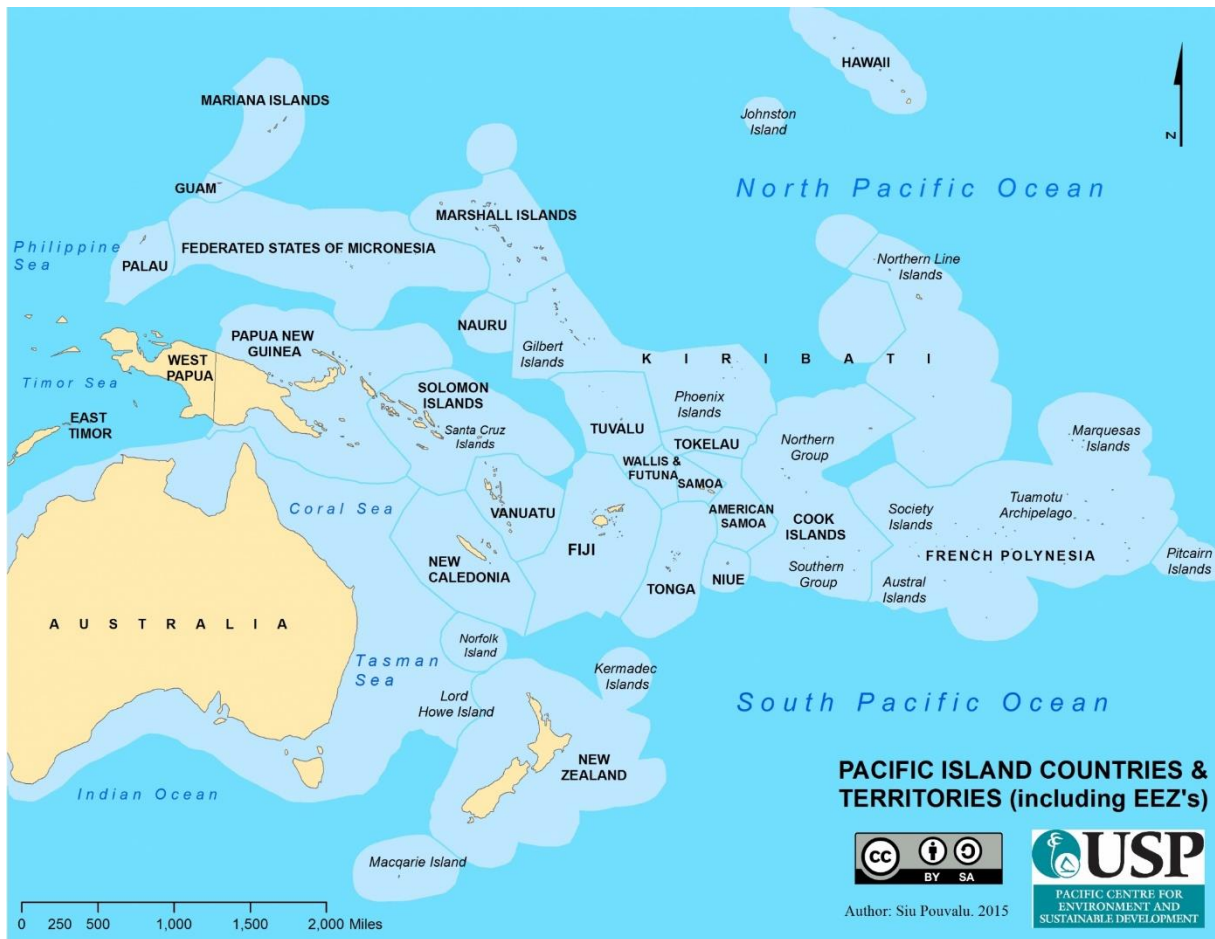 HAWAII
MARIANA ISLANDS
Johnston
Island
GUAM
North Pacific Ocean
MARSHALL ISLANDS
Philippine
Sea
FEDERATED STATES OF MICRONESIA
PALAU
Northern Line
Islands
NAURU
PAPUA NEW
GUINEA
Gilbert
Islands
KIRIBATI
WEST
PAPUA
Timor Sea
SOLOMON
ISLANDS
Phoenix
Islands
EAST
TIMOR
Santa Cruz
Islands
TUVALU
TOKELAU
Northern
Group
Marquesas
Islands
WALLIS &
FUTUNA
SAMOA
Coral Sea
VANUATU
AMERICAN
SAMOA
COOK
ISLANDS
Society
Islands
Tuamotu
Archipelago
FIJI
NEW
CALEDONIA
FRENCH POLYNESIA
Pitcairn
Islands
TONGA
NIUE
Southern
Group
Austral
Islands
AUSTRALIA
Norfolk
Island
Tasman
Sea
Kermadec
Islands
Lord
Howe Island
South Pacific Ocean
NEW
ZEALAND
Indian Ocean
Macqarie Island
PACIFIC ISLAND COUNTRIES &
TERRITORIES (including EEZ's)
cc
BY SA
Author: Siu Pouvalu. 2015
USP
PACIFIC CENTRE FOR
ENVIRONMENT AND
SUSTAINABLE DEVELOPMENT
0 250 500 1,000 1,500 2,000 Miles
N